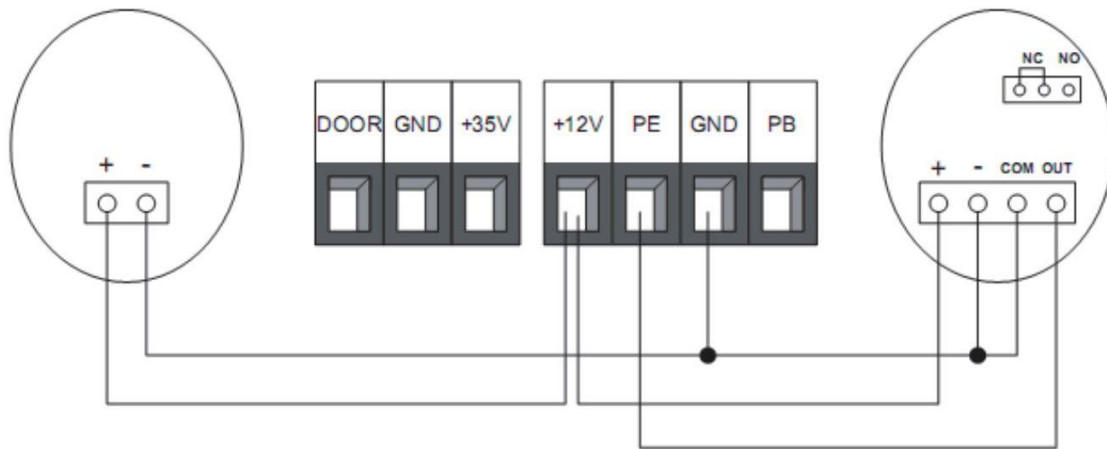 NC NO
DOOR GND +35V +12V PE GND PB
+ - + - COM OUT